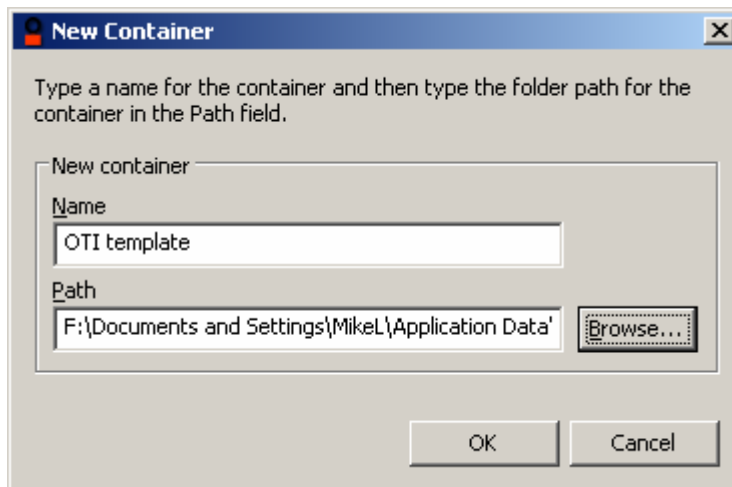 New Container
Type a name for the container and then type the folder path for the
container in the Path field.
New container
Name
OTI template
Path
F:\Documents and Settings\MikeL\Application Data'
Browse...
OK
Cancel